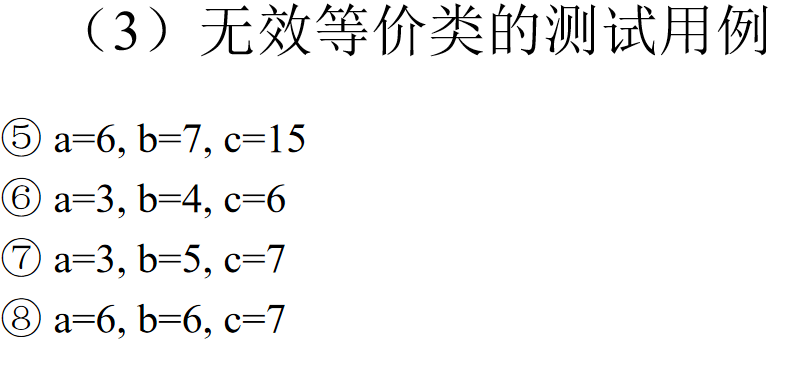 （3）无效等价类的测试用例
⑤ a=6, b=7, c=15
⑥ a=3, b=4, c=6
⑦ a=3, b=5, c=7
⑧ a=6, b=6, c=7